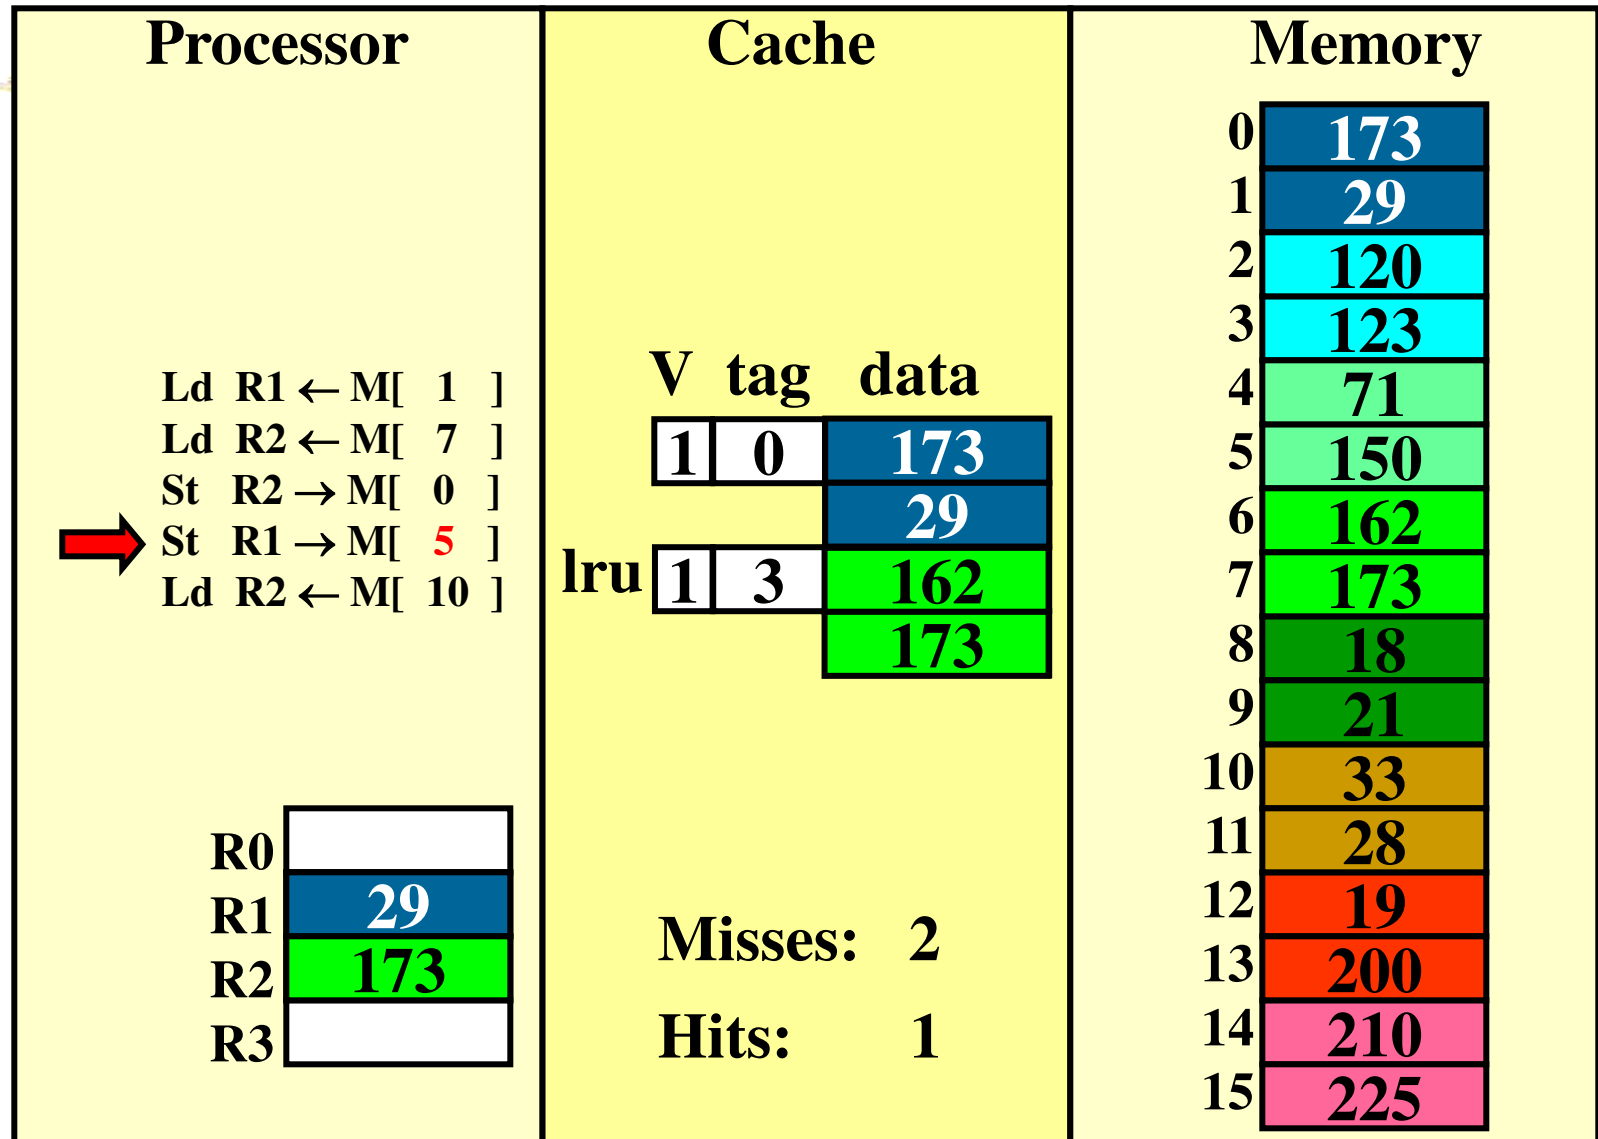 Processor
Ld R1 ← M[ 1 ]
Ld R2 ← M[ 7 ]
St R2 → M[ 0 ]
St R1 → M[ 5 ]
Ld R2 ← M[ 10 ]
R0
R1 29
R2 173
R3
Cache
V tag data
1 0 173
29
lru 1 3 162
173
Misses: 2
Hits: 1
Memory
0 173
1 29
2 120
3 123
4 71
5 150
6 162
7 173
8 18
9 21
10 33
11 28
12 19
13 200
14 210
15 225